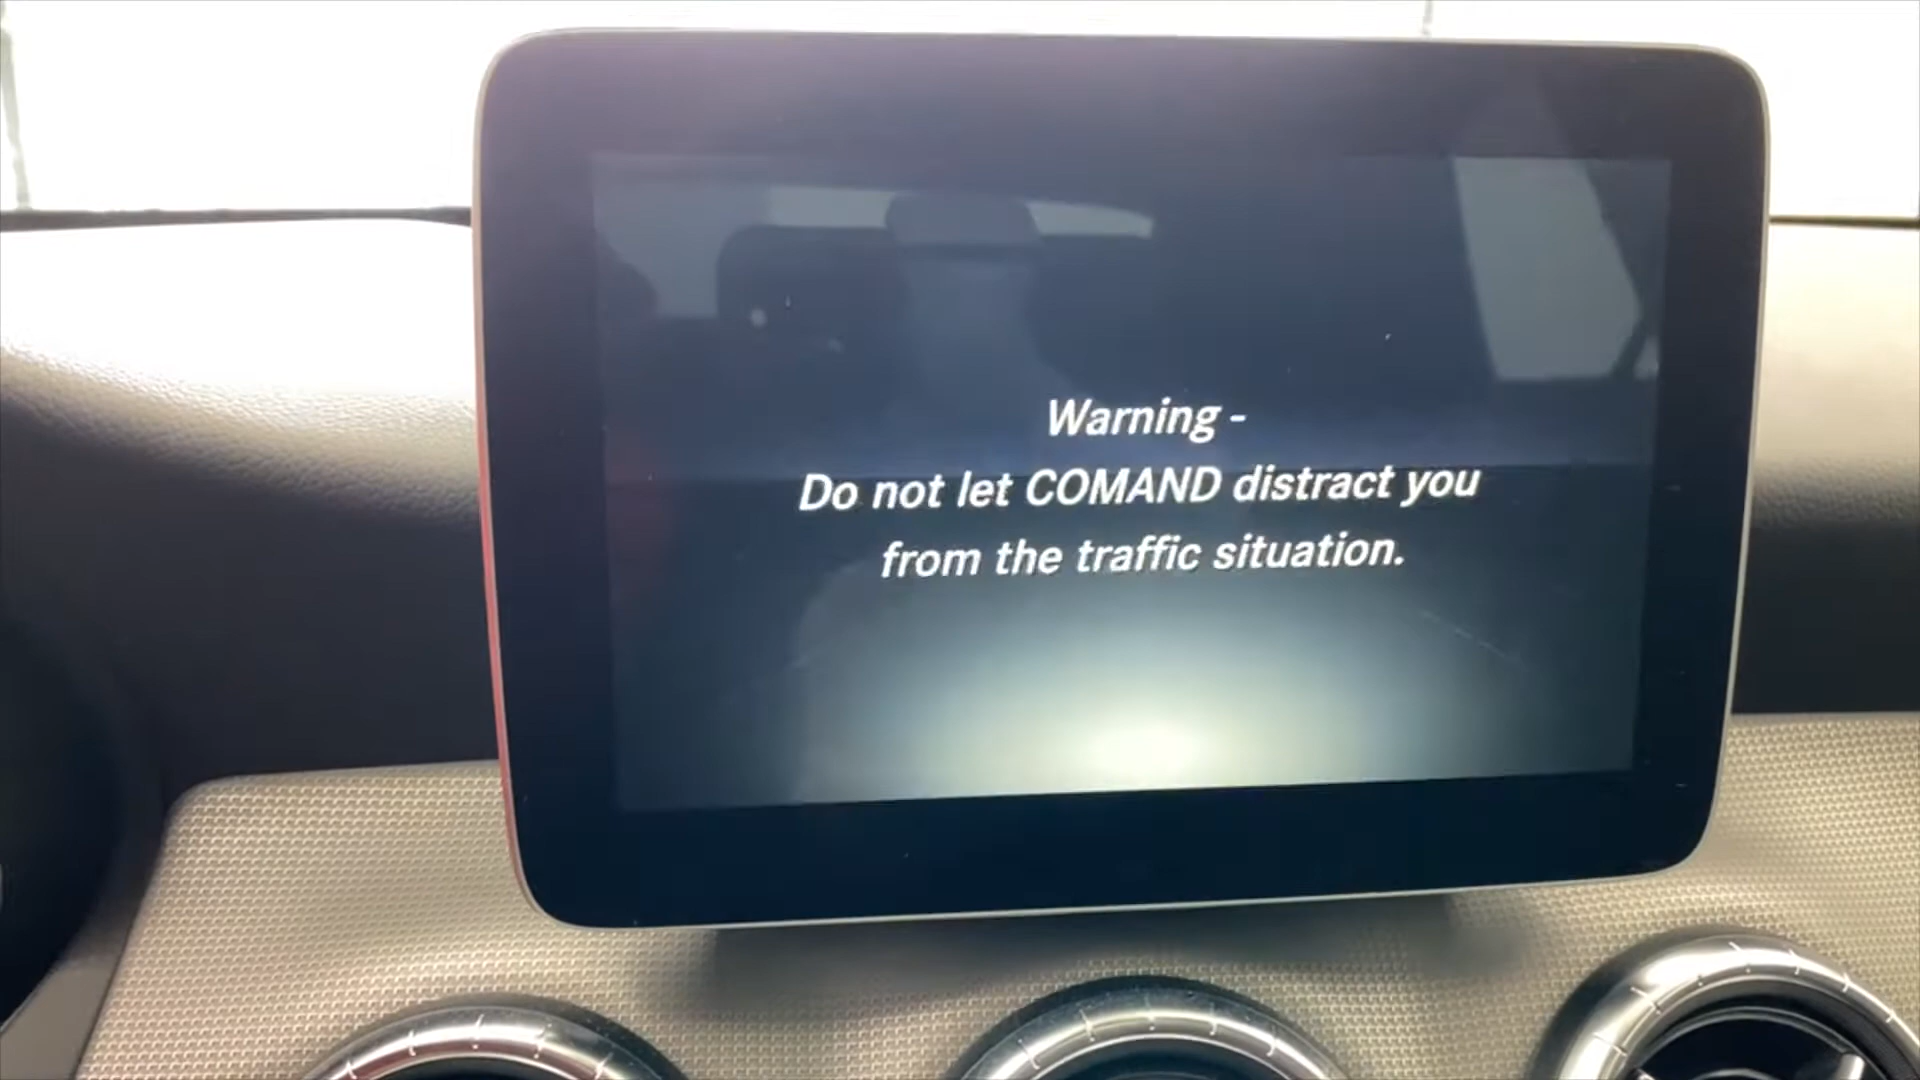 Warning -
Do not let COMAND distract you
from the traffic situation.